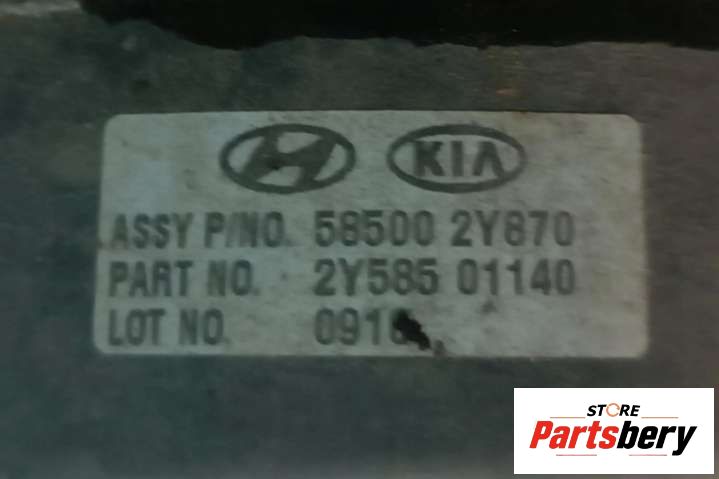 KIA
ASSY P/NO. 58500 2Y870
PART NO. 2Y585 01140
LOT NO.
STORE
Partsbery